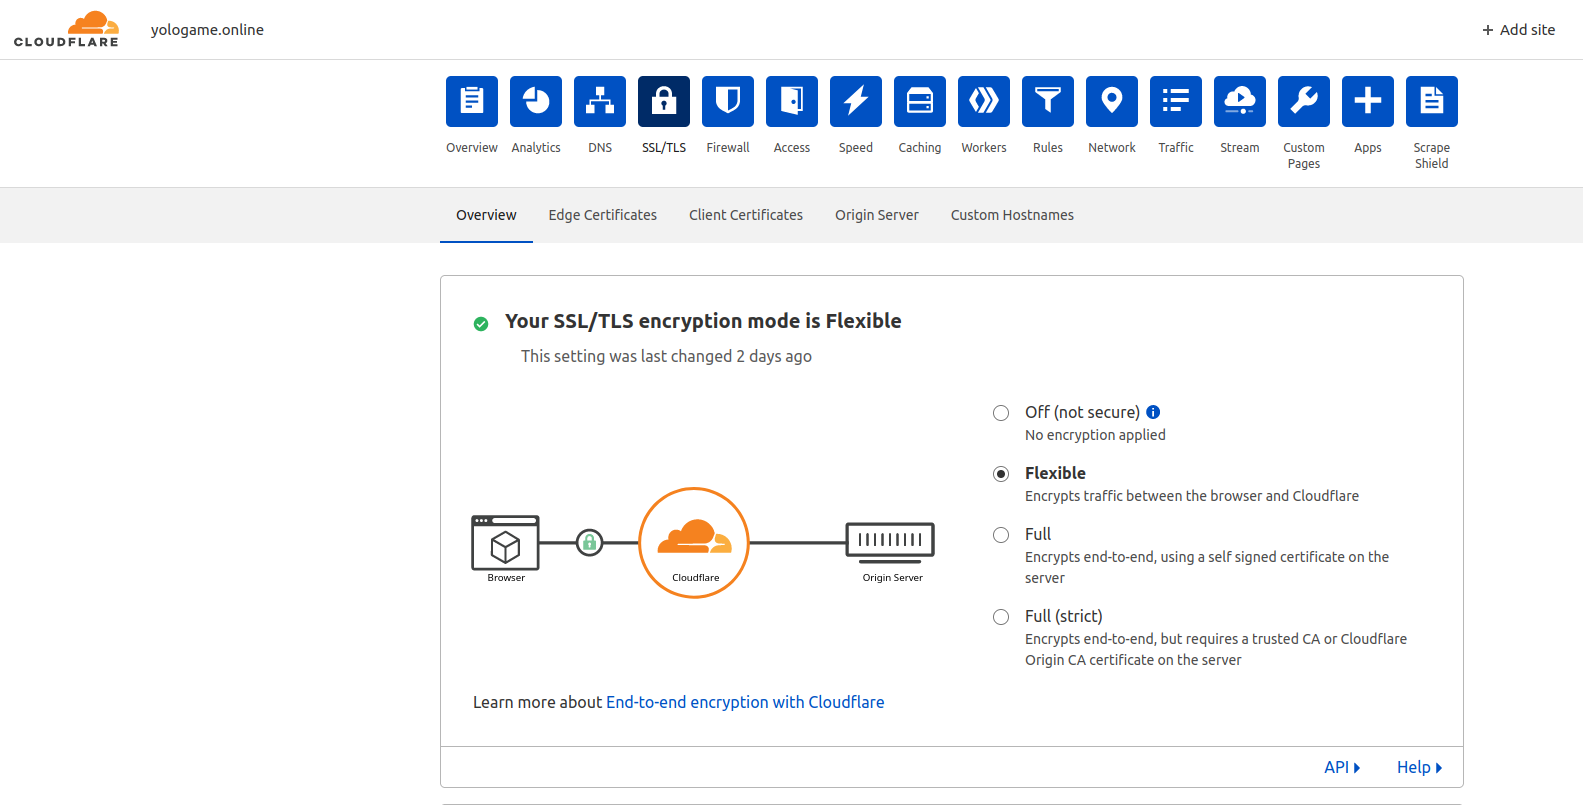 CLOUDFLARE
yologame.online
+ Add site
Overview
Analytics
DNS
SSL/TLS
Firewall
Access
Speed
Caching
Workers
Rules
Network
Traffic
Stream
Custom
Pages
Apps
Scrape
Shield
Overview
Edge Certificates
Client Certificates
Origin Server
Custom Hostnames
Your SSL/TLS encryption mode is Flexible
This setting was last changed 2 days ago
Off (not secure)
No encryption applied
Flexible
Encrypts traffic between the browser and Cloudflare
Full
Encrypts end-to-end, using a self signed certificate on the
server
Full (strict)
Encrypts end-to-end, but requires a trusted CA or Cloudflare
Origin CA certificate on the server
Browser
Cloudflare
Origin Server
Learn more about End-to-end encryption with Cloudflare
API
Help